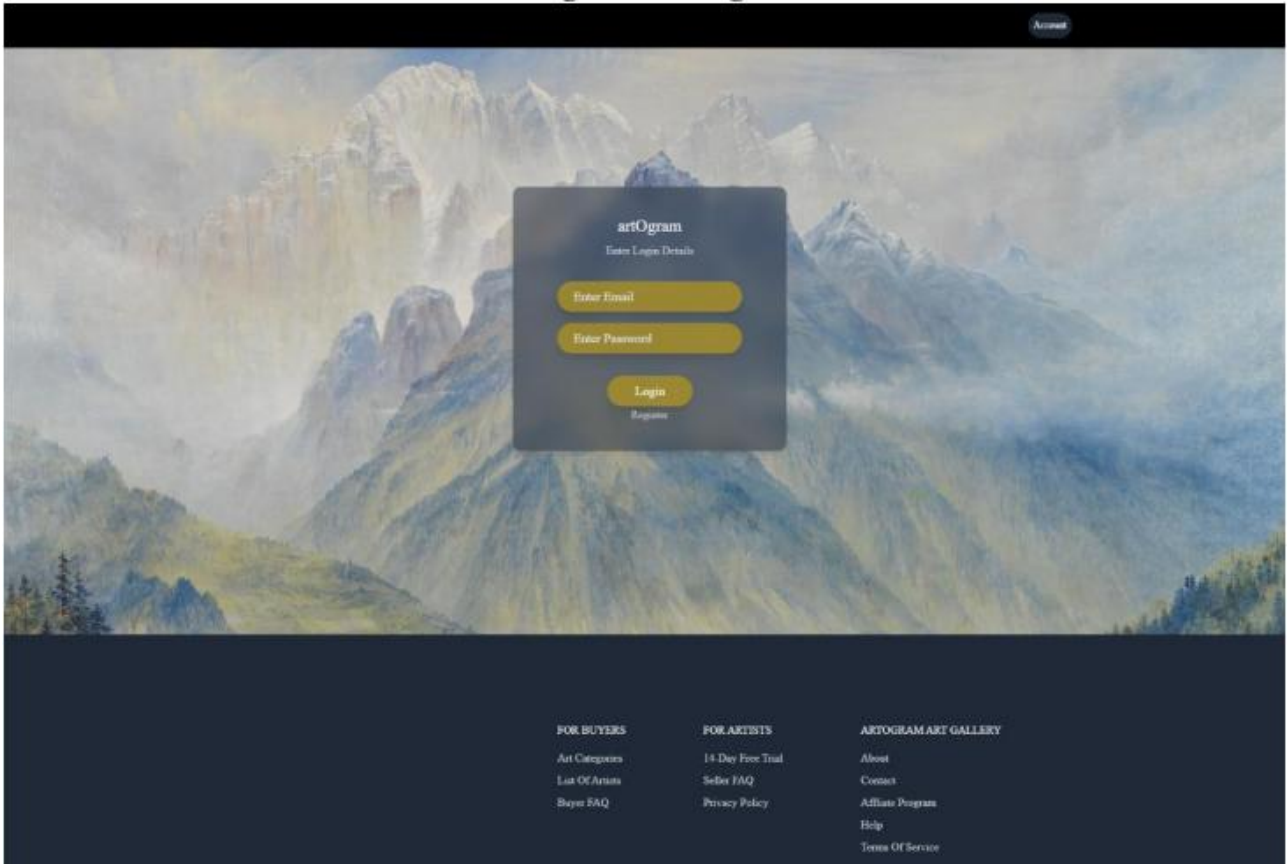 Account
artOgram
Enter Login Details
Enter Email
Enter Password
Login
Register
FOR BUYERS
Art Categories
List Of Artists
Buyer FAQ
FOR ARTISTS
14-Day Free Trial
Seller FAQ
Privacy Policy
ARTOGRAM ART GALLERY
About
Contact
Affliate Program
Help
Terms Of Service